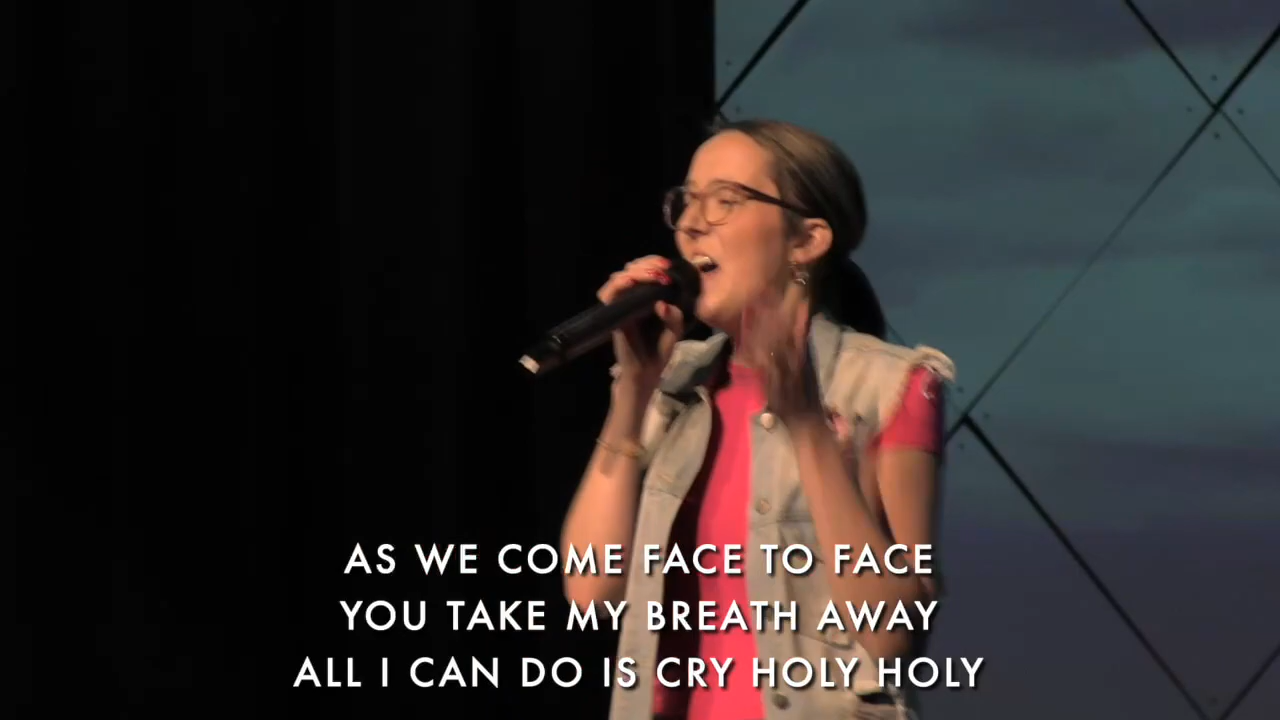 AS WE COME FACE TO FACE
YOU TAKE MY BREATH AWAY
ALL I CAN DO IS CRY HOLY HOLY